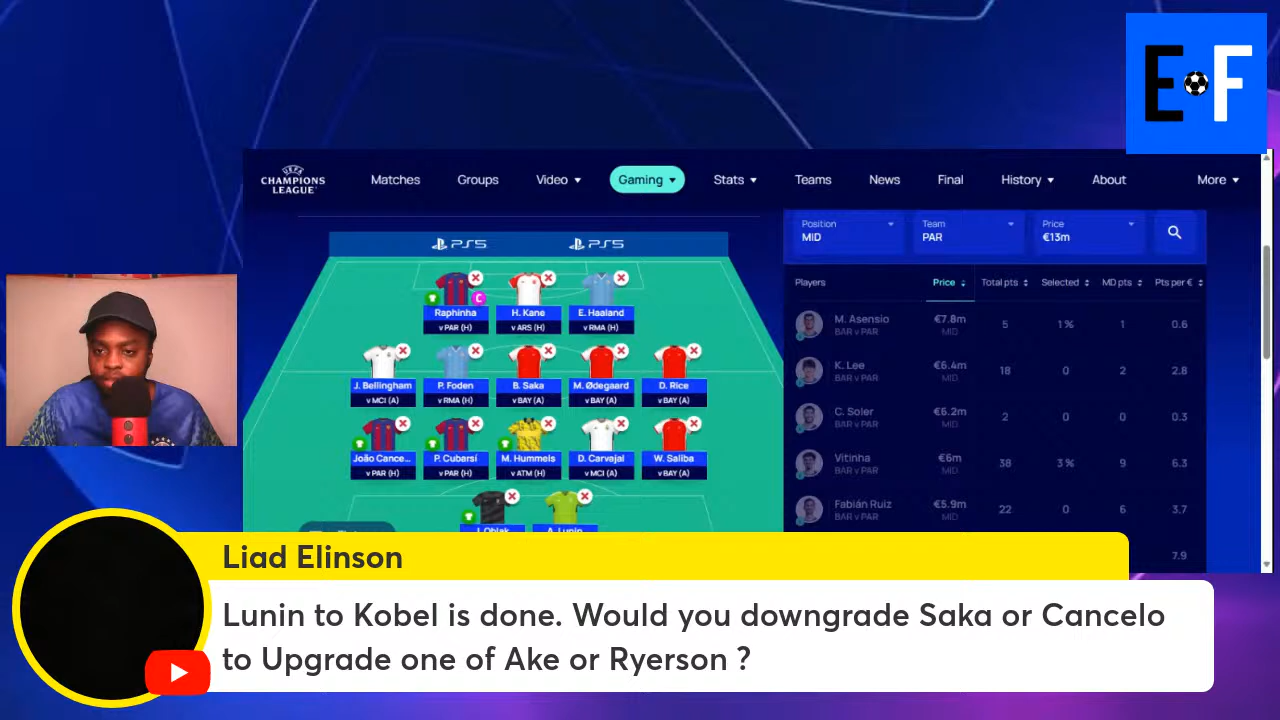 E F
UEFA
CHAMPIONS
LEAGUE
Matches Groups Video Gaming Stats Teams News Final History About More
PS5 PS5
Position
MID
Team
PAR
Price
€13m
Players Price Total pts Selected MD pts Pts per €
Raphinha H. Kane E. Haaland
v PAR (H) v ARS (H) v RMA (H)
C
J. Bellingham P. Foden B. Saka M. Ødegaard D. Rice
v MCI (A) v RMA (H) v BAY (A) v BAY (A) v BAY (A)
João Cance... P. Cubarsí M. Hummels D. Carvajal W. Saliba
v PAR (H) v PAR (H) v ATM (H) v MCI (A) v BAY (A)
J. Oblak A. Lunin
M. Asensio €7.8m 5 1 % 1 0.6
BAR v PAR MID
K. Lee €6.4m 18 0 2 2.8
BAR v PAR MID
C. Soler €6.2m 2 0 0 0.3
BAR v PAR MID
Vitinha €6m 38 3 % 9 6.3
BAR v PAR MID
Fabián Ruiz €5.9m 22 0 6 3.7
BAR v PAR MID
7.9
Liad Elinson
Lunin to Kobel is done. Would you downgrade Saka or Cancelo
to Upgrade one of Ake or Ryerson ?